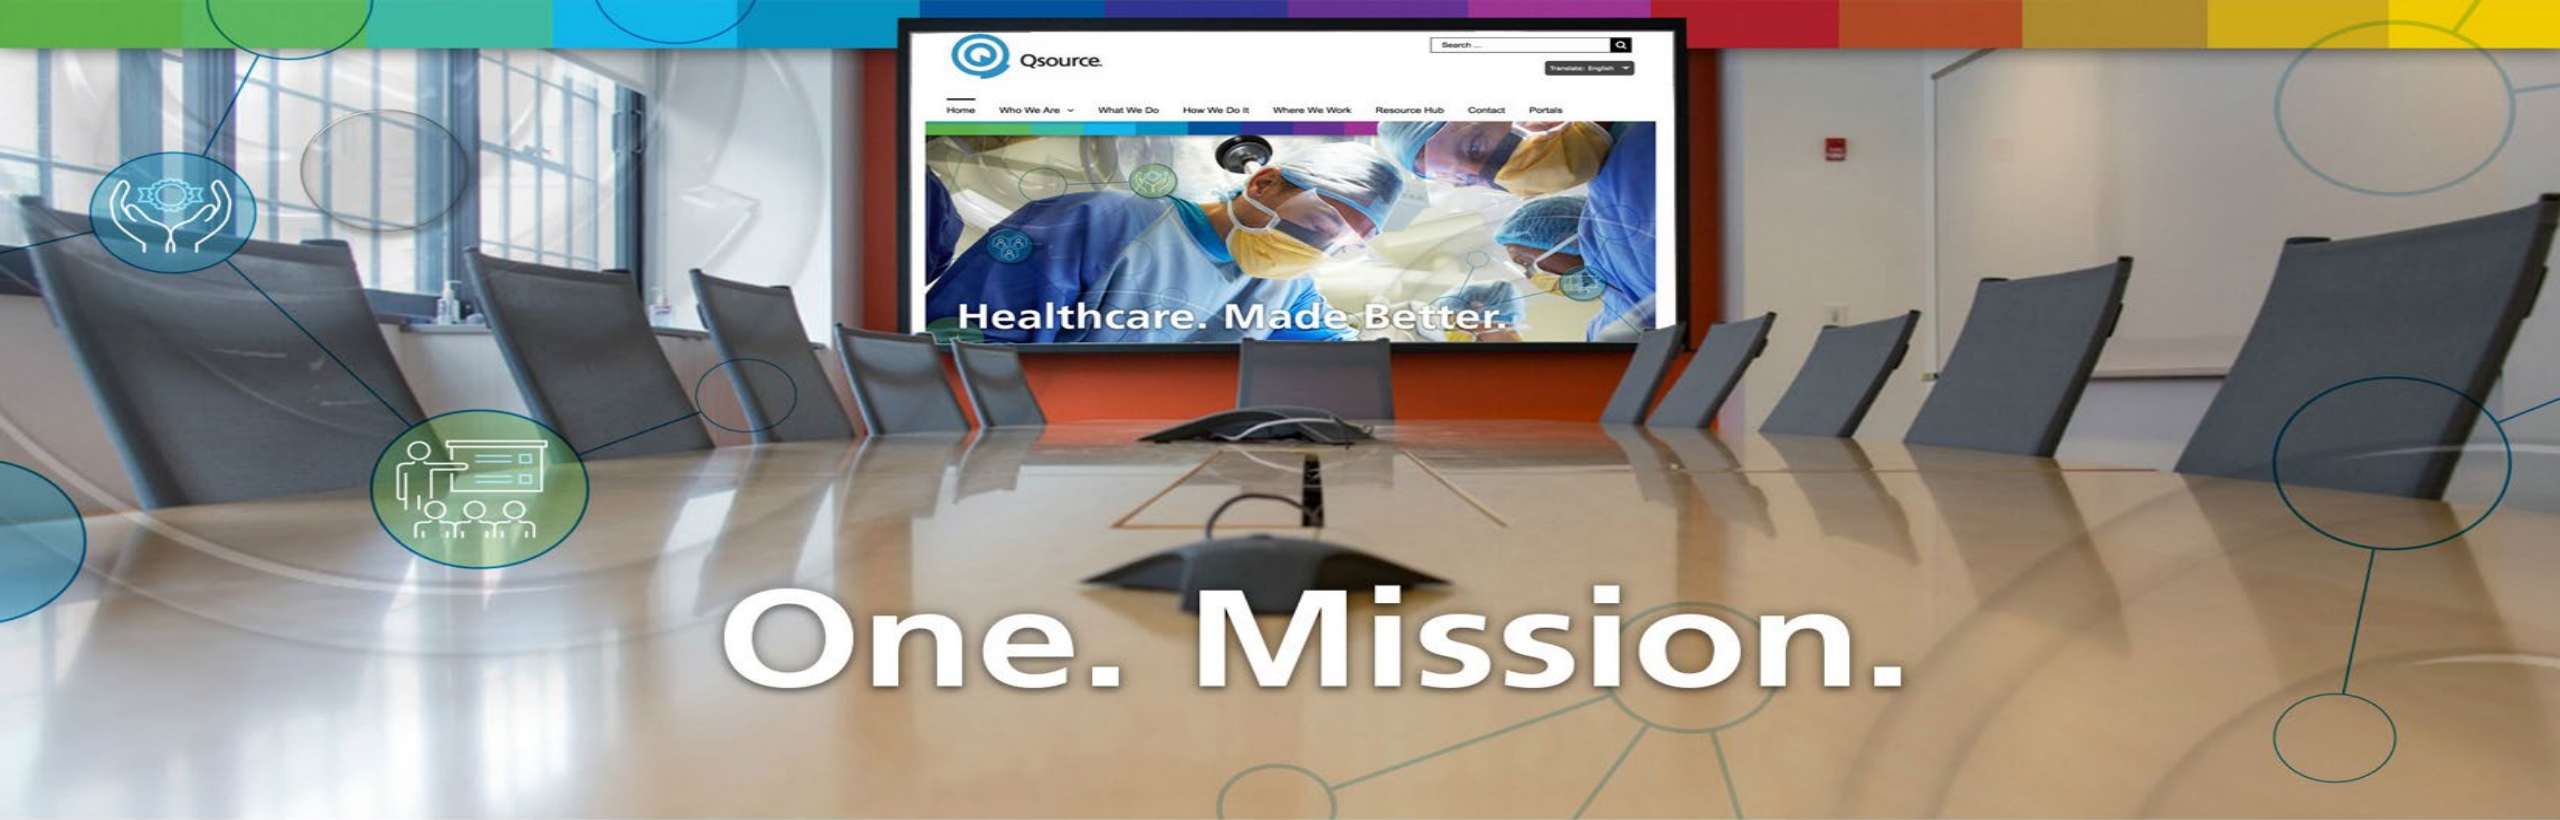 Qsource.
Search ...
Translate: English
Home Who We Are What We Do How We Do It Where We Work Resource Hub Contact Portals
Healthcare. Made Better.
One. Mission.